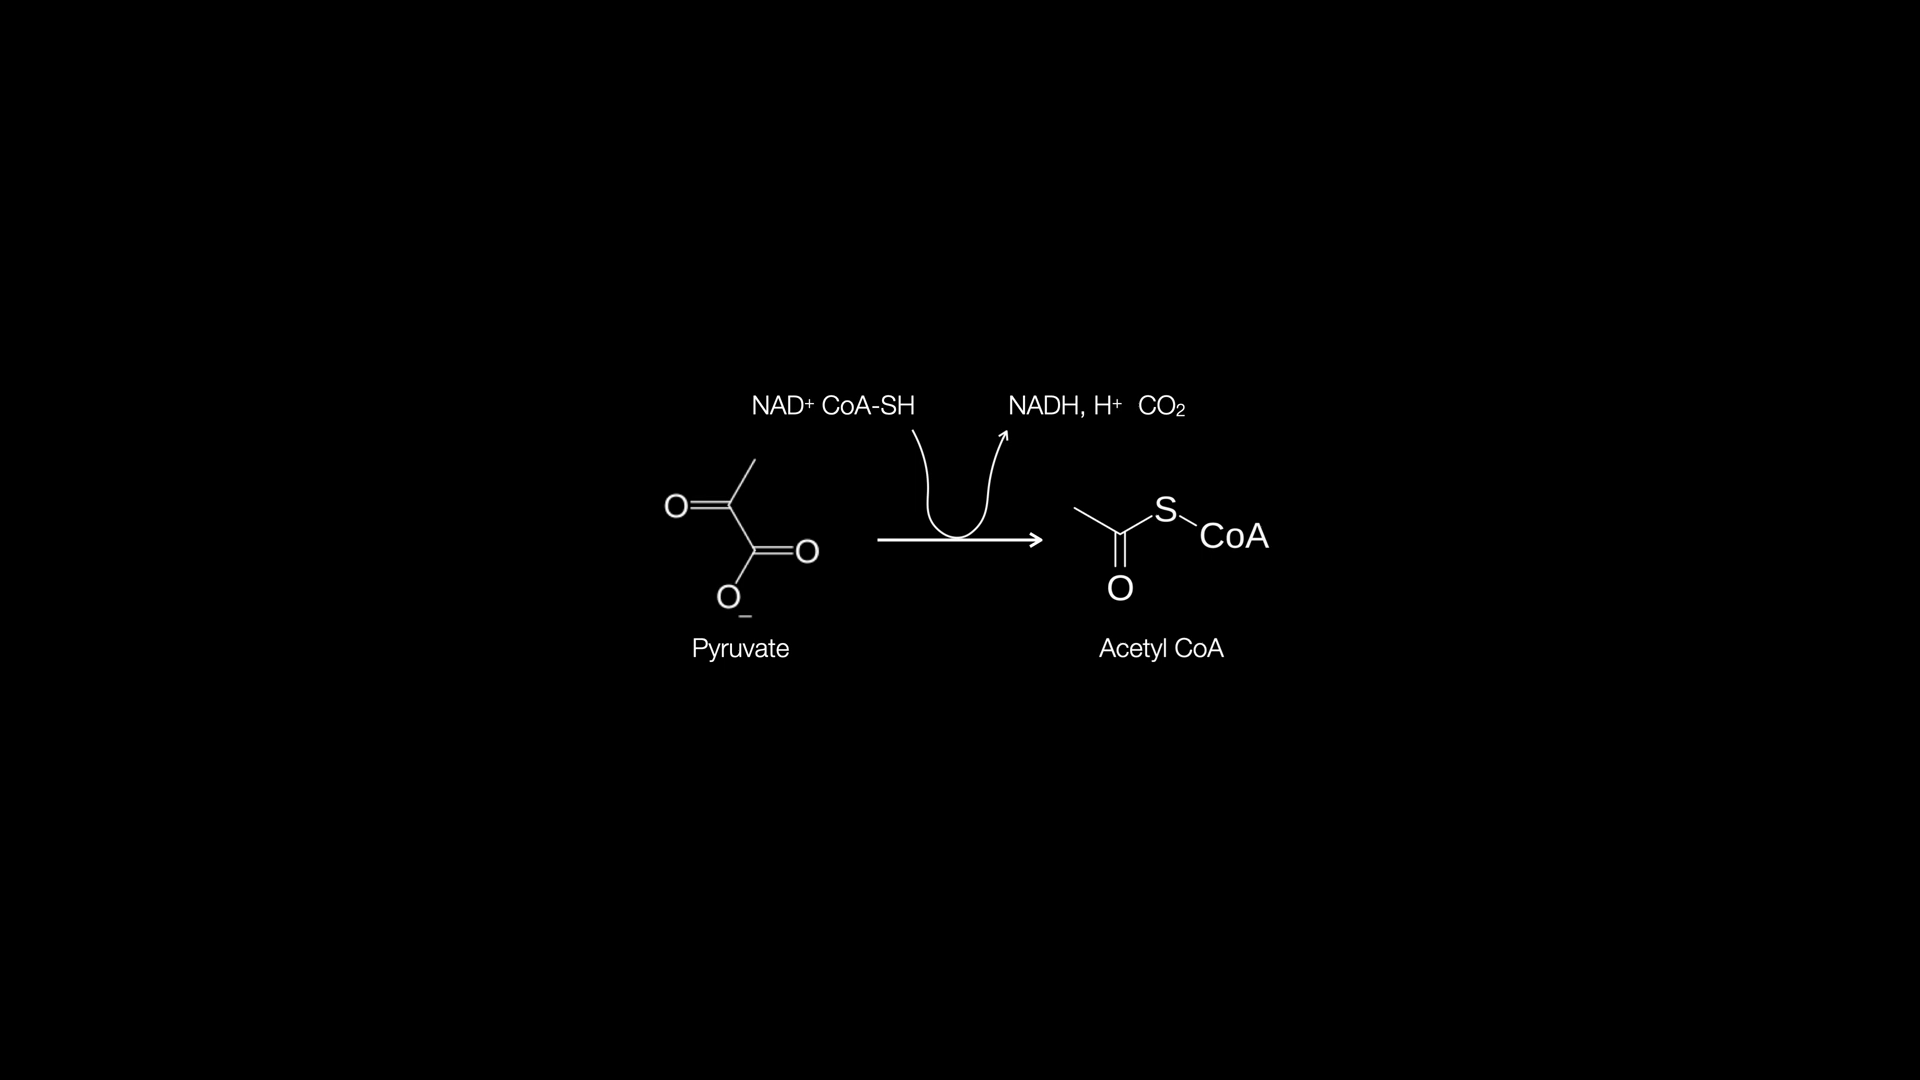 NAD⁺ CoA-SH
NADH, H⁺ CO₂
O
O
O
–
S
CoA
O
Pyruvate
Acetyl CoA